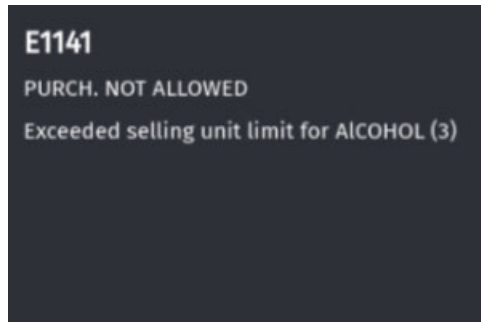 E1141
PURCH. NOT ALLOWED
Exceeded selling unit limit for AlCOHOL (3)